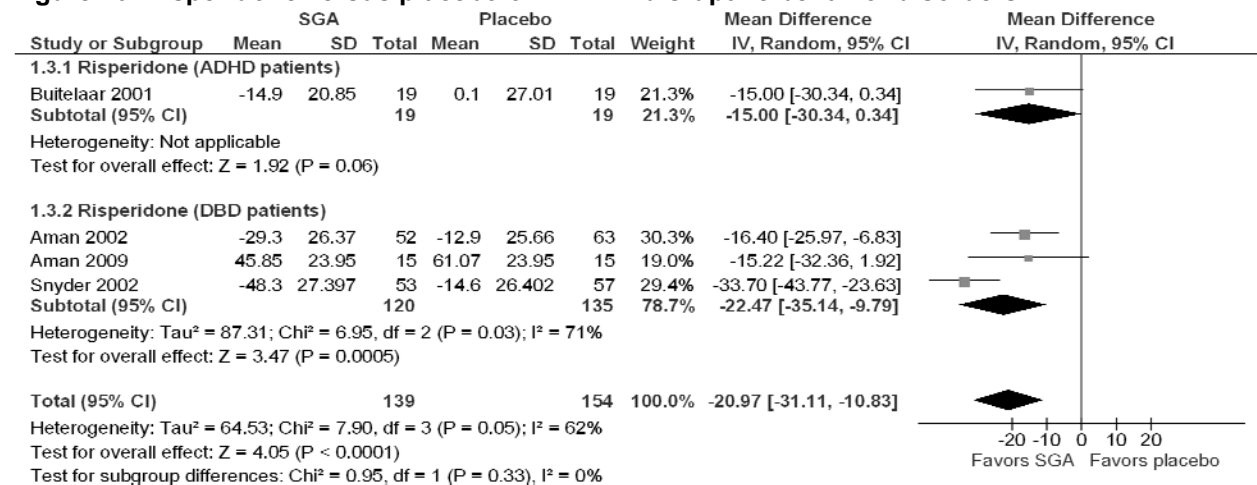 SGA Placebo Mean Difference Mean Difference
Study or Subgroup Mean SD Total Mean SD Total Weight IV, Random, 95% CI IV, Random, 95% CI
1.3.1 Risperidone (ADHD patients)
Buitelaar 2001 -14.9 20.85 19 0.1 27.01 19 21.3% -15.00 [-30.34, 0.34]
Subtotal (95% CI) 19 19 21.3% -15.00 [-30.34, 0.34]
Heterogeneity: Not applicable
Test for overall effect: Z = 1.92 (P = 0.06)
1.3.2 Risperidone (DBD patients)
Aman 2002 -29.3 26.37 52 -12.9 25.66 63 30.3% -16.40 [-25.97, -6.83]
Aman 2009 45.85 23.95 15 61.07 23.95 15 19.0% -15.22 [-32.36, 1.92]
Snyder 2002 -48.3 27.397 53 -14.6 26.402 57 29.4% -33.70 [-43.77, -23.63]
Subtotal (95% CI) 120 135 78.7% -22.47 [-35.14, -9.79]
Heterogeneity: Tau² = 87.31; Chi² = 6.95, df = 2 (P = 0.03); I² = 71%
Test for overall effect: Z = 3.47 (P = 0.0005)
Total (95% CI) 139 154 100.0% -20.97 [-31.11, -10.83]
Heterogeneity: Tau² = 64.53; Chi² = 7.90, df = 3 (P = 0.05); I² = 62%
Test for overall effect: Z = 4.05 (P < 0.0001)
Test for subgroup differences: Chi² = 0.95, df = 1 (P = 0.33), I² = 0%
-20 -10 0 10 20
Favors SGA Favors placebo